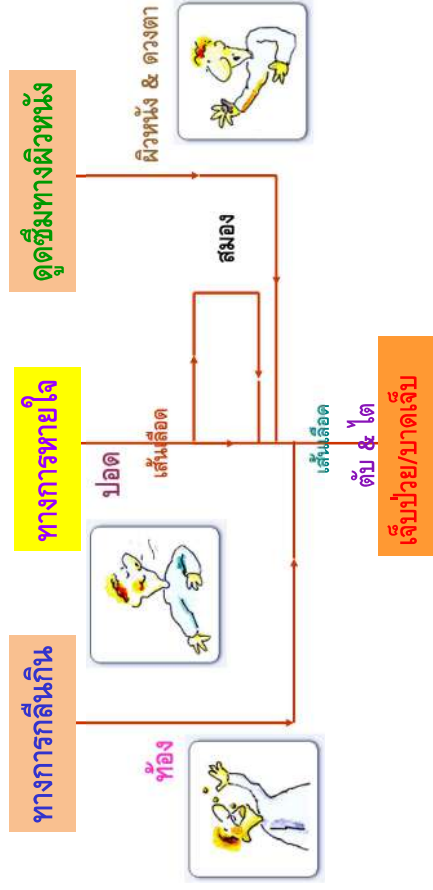 ทางการกลืนกิน
ทางการหายใจ
ดูดซึมทางผิวหนัง
ท้อง
ปอด
เส้นเลือด
ผิวหนัง & ดวงตา
สมอง
เส้นเลือด
ตับ & ไต
เจ็บป่วย/บาดเจ็บ